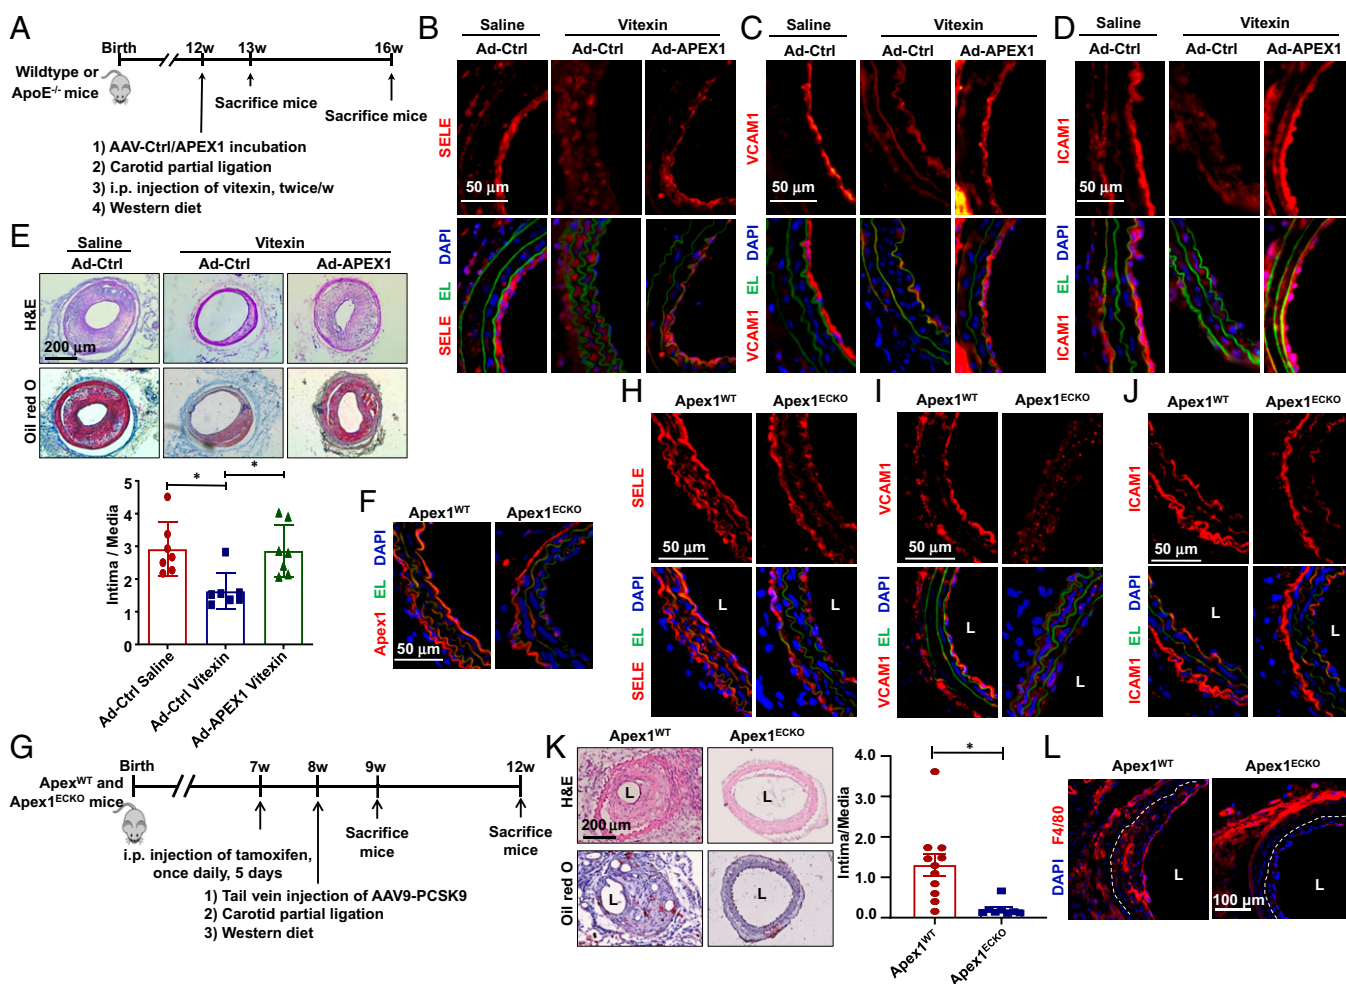 A
Birth
12w
13w
16w
Wildtype or
ApoE-/- mice
Sacrifice mice
Sacrifice mice
1) AAV-Ctrl/APEX1 incubation
2) Carotid partial ligation
3) i.p. injection of vitexin, twice/w
4) Western diet
B
Saline
Vitexin
Ad-Ctrl
Ad-Ctrl
Ad-APEX1
SELE
50 μm
SELE EL DAPI
C
Saline
Vitexin
Ad-Ctrl
Ad-Ctrl
Ad-APEX1
VCAM1
50 μm
VCAM1 EL DAPI
D
Saline
Vitexin
Ad-Ctrl
Ad-Ctrl
Ad-APEX1
ICAM1
50 μm
ICAM1 EL DAPI
E
Saline
Vitexin
Ad-Ctrl
Ad-Ctrl
Ad-APEX1
H&E
200 μm
Oil red O
Intima / Media
5
4
3
2
1
0
*
*
Ad-Ctrl Saline
Ad-Ctrl Vitexin
Ad-APEX1 Vitexin
F
Apex1WT
Apex1ECKO
Apex1 EL DAPI
50 μm
G
Birth
7w
8w
9w
12w
ApexWT and
Apex1ECKO mice
i.p. injection of tamoxifen,
once daily, 5 days
Sacrifice
mice
Sacrifice
mice
1) Tail vein injection of AAV9-PCSK9
2) Carotid partial ligation
3) Western diet
H
Apex1WT
Apex1ECKO
SELE
50 μm
SELE EL DAPI
L
L
I
Apex1WT
Apex1ECKO
VCAM1
50 μm
VCAM1 EL DAPI
L
L
J
Apex1WT
Apex1ECKO
ICAM1
50 μm
ICAM1 EL DAPI
L
L
K
Apex1WT
Apex1ECKO
H&E
L
L
200 μm
Oil red O
L
L
Intima/Media
4.0
3.0
2.0
1.0
0.0
*
Apex1WT
Apex1ECKO
L
Apex1WT
Apex1ECKO
DAPI F4/80
L
L
100 μm